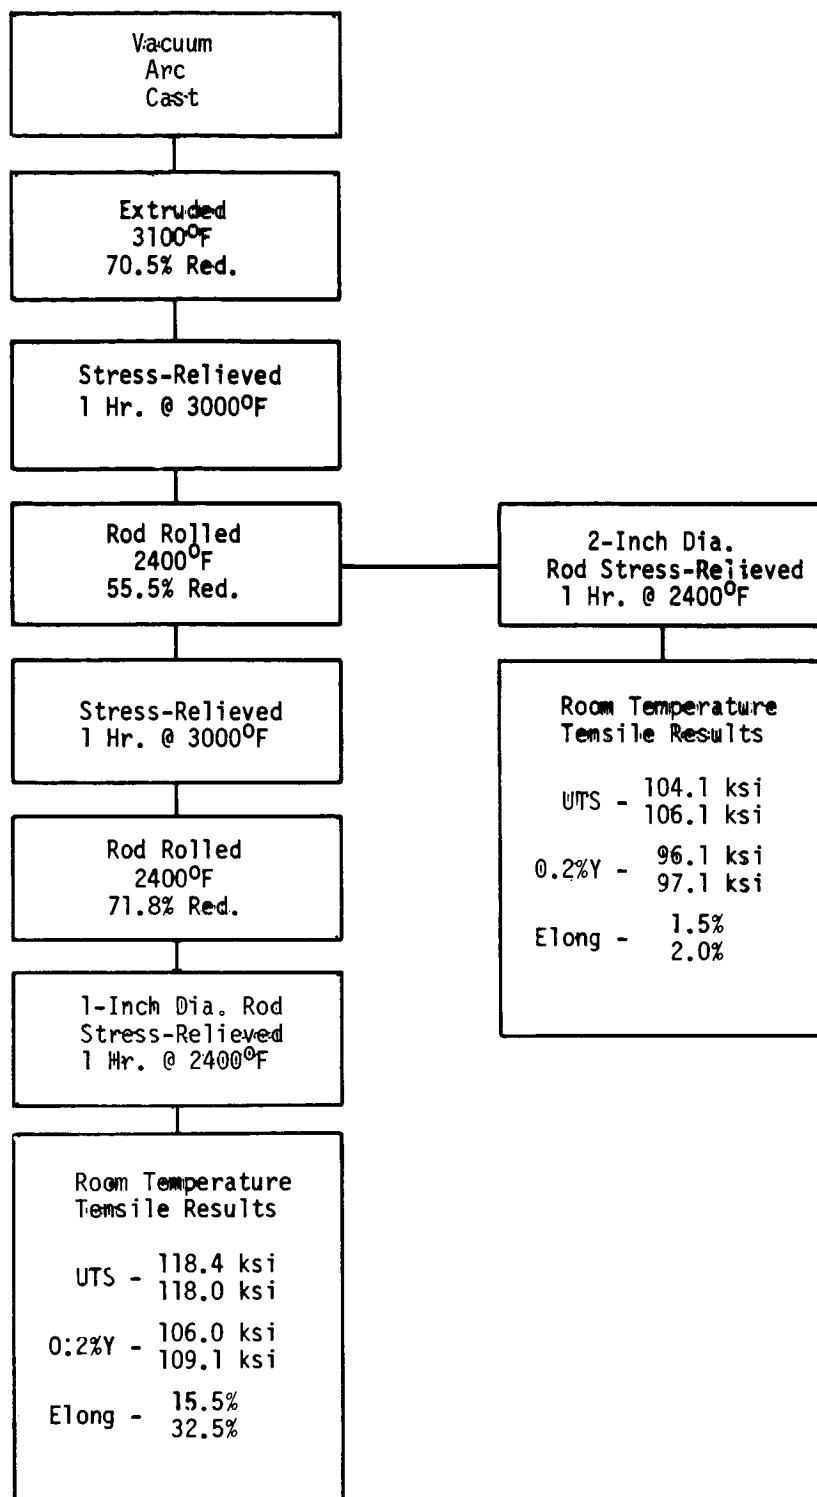 Vacuum
Arc
Cast
Extruded
3100°F
70.5% Red.
Stress-Relieved
1 Hr. @ 3000°F
Rod Rolled
2400°F
55.5% Red.
2-Inch Dia.
Rod Stress-Relieved
1 Hr. @ 2400°F
Stress-Relieved
1 Hr. @ 3000°F
Rod Rolled
2400°F
71.8% Red.
1-Inch Dia. Rod
Stress-Relieved
1 Hr. @ 2400°F
Room Temperature
Tensile Results
UTS - 104.1 ksi
106.1 ksi
0.2%Y - 96.1 ksi
97.1 ksi
Elong - 1.5%
2.0%
Room Temperature
Tensile Results
UTS - 118.4 ksi
118.0 ksi
0.2%Y - 106.0 ksi
109.1 ksi
Elong - 15.5%
32.5%